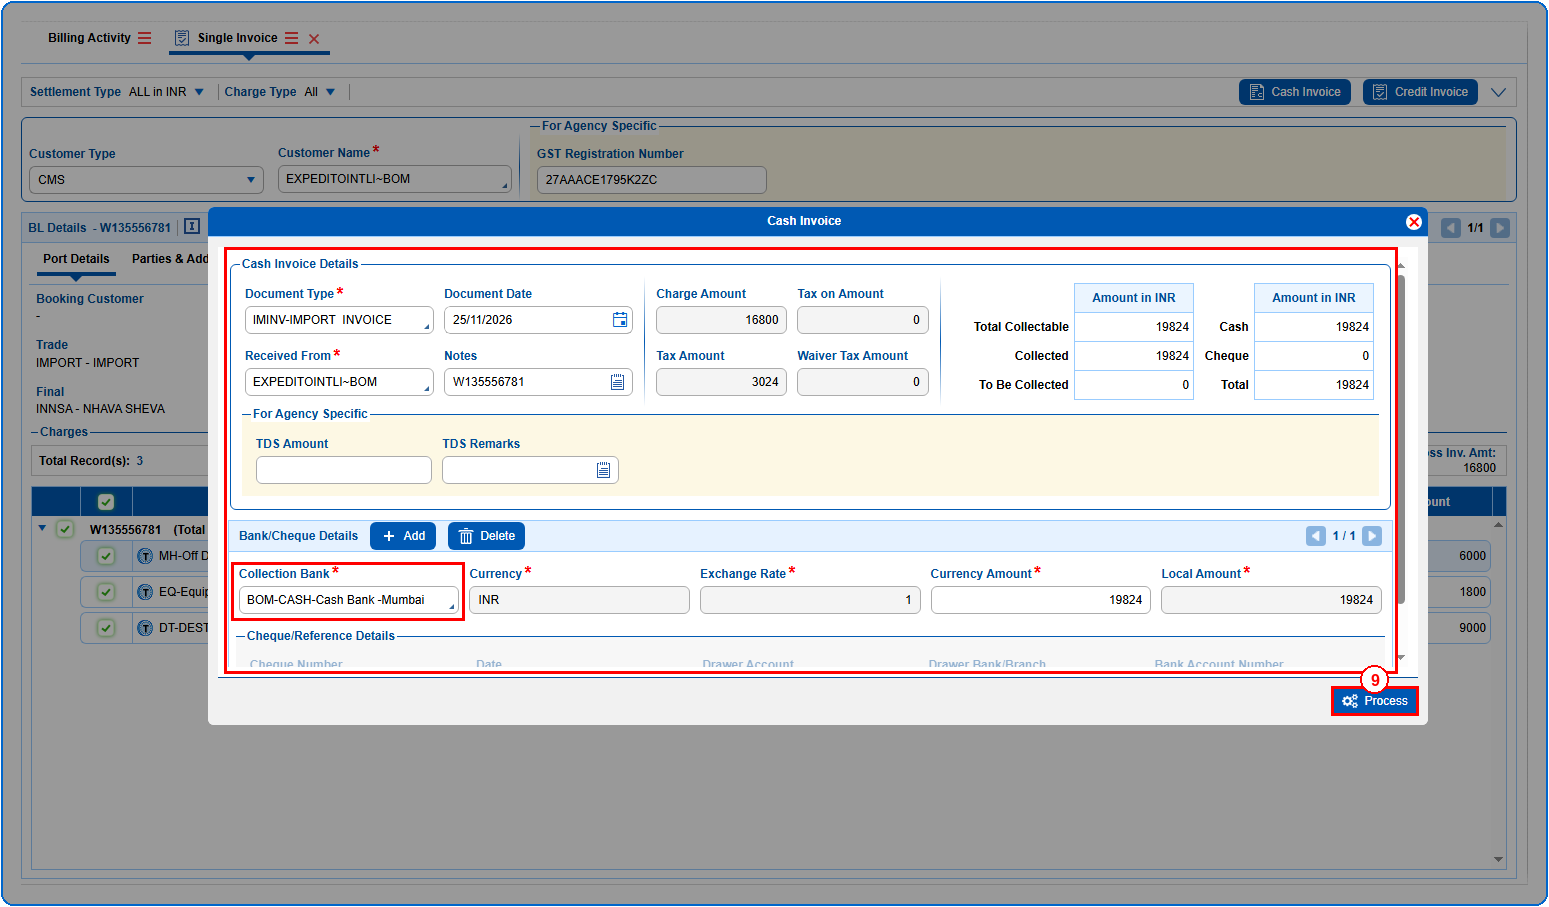 Billing Activity
Single Invoice
Settlement Type ALL in INR
Charge Type All
Cash Invoice
Credit Invoice
For Agency Specific
Customer Type
Customer Name *
GST Registration Number
CMS
EXPEDITOINTLI~BOM
27AAACE1795K2ZC
BL Details - W135556781
1/1
Port Details
Parties & Add
Booking Customer
-
Trade
IMPORT - IMPORT
Final
INNSA - NHAVA SHEVA
Charges
Total Record(s): 3
Inv. Amt:
16800
W135556781 (Total
MH-Off D
6000
EQ-Equip
1800
DT-DEST
9000
Cash Invoice
Cash Invoice Details
Document Type *
Document Date
Charge Amount
Tax on Amount
IMINV-IMPORT INVOICE
25/11/2026
16800
0
Received From *
Notes
Tax Amount
Waiver Tax Amount
EXPEDITOINTLI~BOM
W135556781
3024
0
Amount in INR
Amount in INR
Total Collectable 19824
Cash 19824
Collected 19824
Cheque 0
To Be Collected 0
Total 19824
For Agency Specific
TDS Amount
TDS Remarks
Bank/Cheque Details
Add
Delete
1 / 1
Collection Bank *
Currency *
Exchange Rate *
Currency Amount *
Local Amount *
BOM-CASH-Cash Bank -Mumbai
INR
1
19824
19824
Cheque/Reference Details
Cheque Number
Date
Drawer Account
Drawer Bank/Branch
Bank Account Number
9
Process